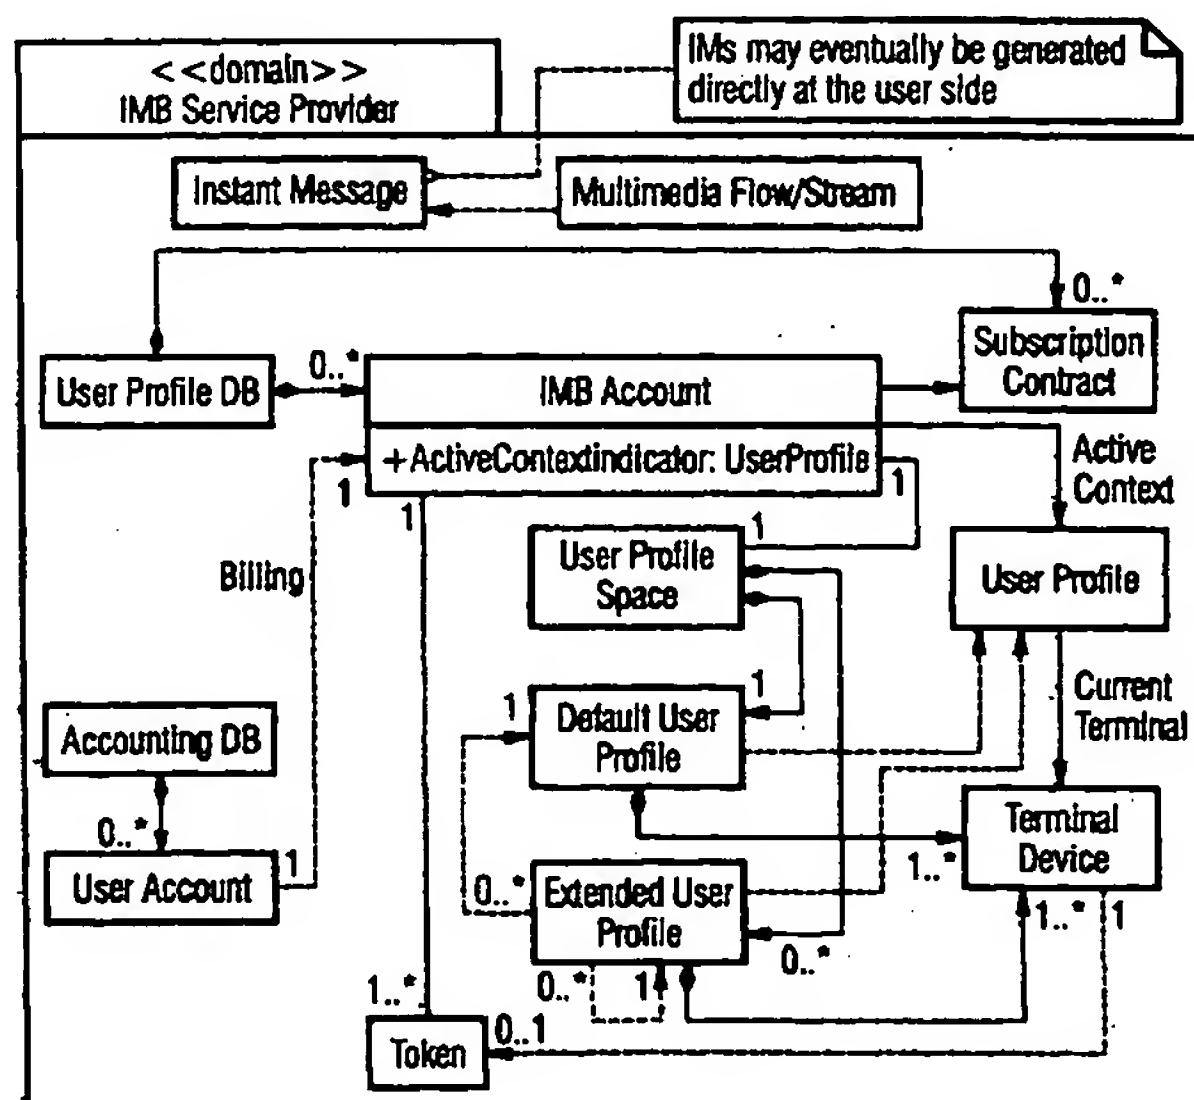 <<domain>>
IMB Service Provider
IMs may eventually be generated
directly at the user side
Instant Message
Multimedia Flow/Stream
0..*
Subscription
Contract
User Profile DB
0..*
IMB Account
+ActiveContextindicator: UserProfile
1
1
1
Active
Context
Billing
1
User Profile
Space
User Profile
1
1
Default User
Profile
Current
Terminal
Accounting DB
0..*
User Account
1
0..*
Extended User
Profile
1..*
Terminal
Device
0..*
1
0..*
1..*
1
1..*
Token
0..1